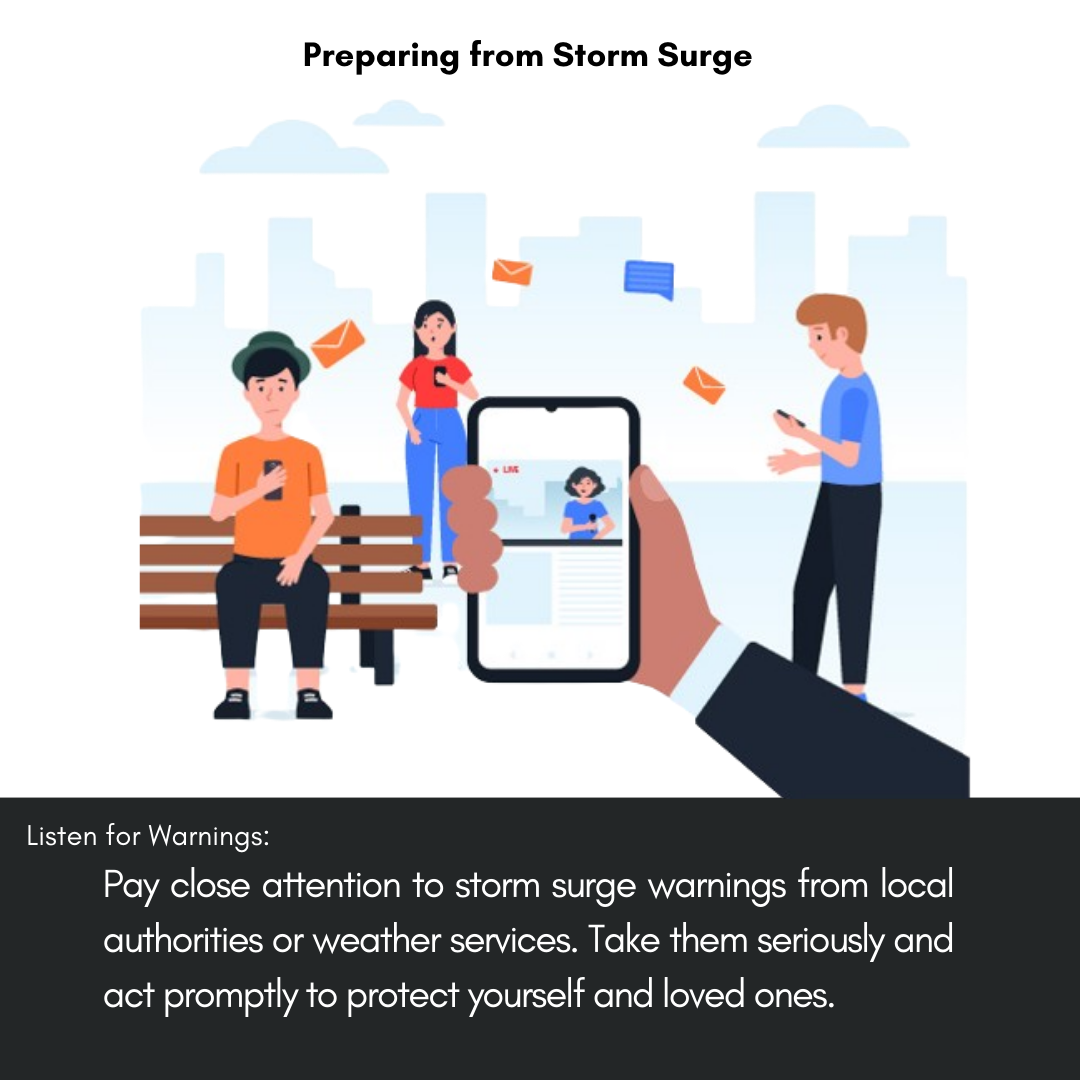 Preparing from Storm Surge
LIVE
Listen for Warnings:
Pay close attention to storm surge warnings from local
authorities or weather services. Take them seriously and
act promptly to protect yourself and loved ones.